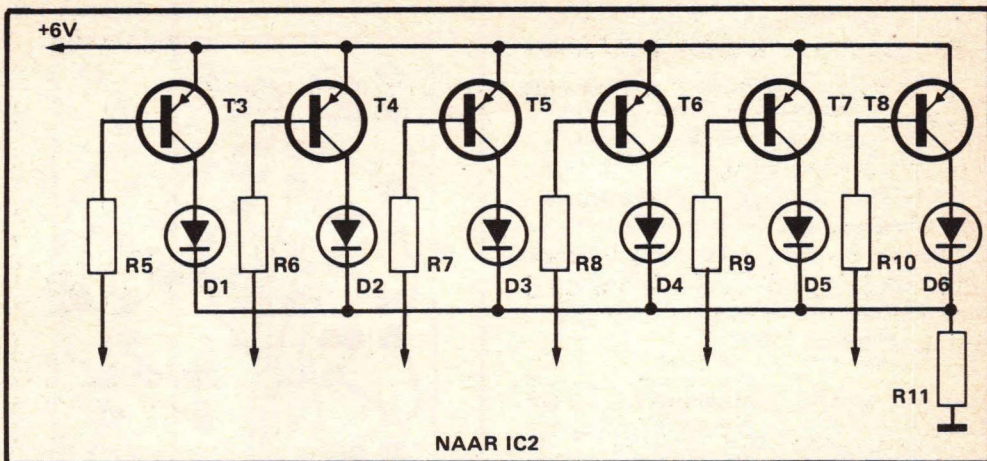 +6V
T3 T4 T5 T6 T7 T8
R5 R6 R7 R8 R9 R10
D1 D2 D3 D4 D5 D6
R11
NAAR IC2